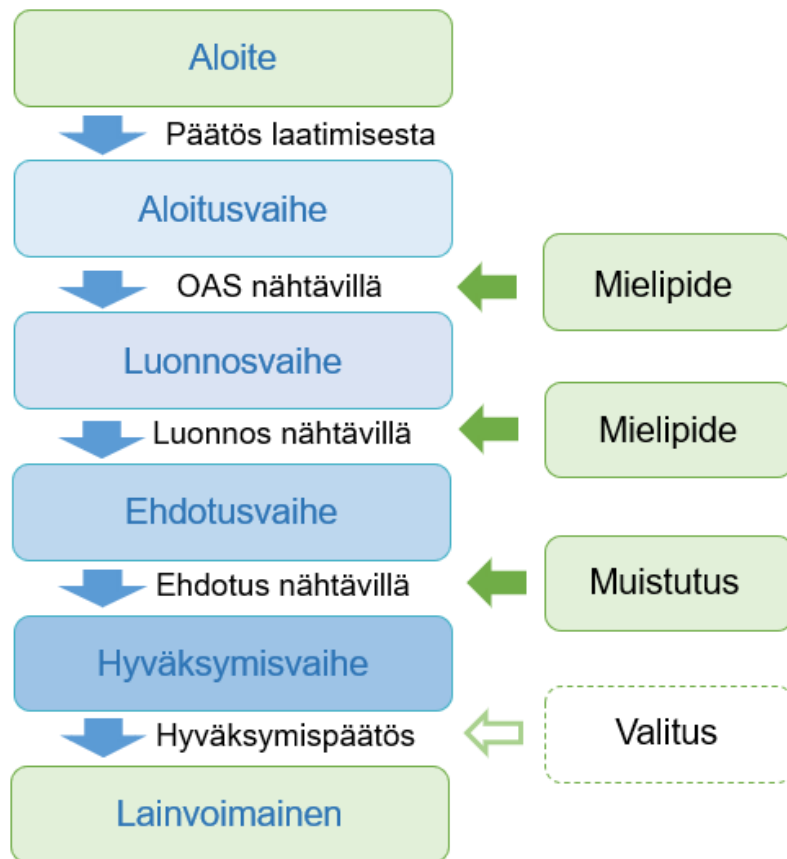 Aloite
Päätös laatimisesta
Aloitusvaihe
OAS nähtävillä
Mielipide
Luonnosvaihe
Luonnos nähtävillä
Mielipide
Ehdotusvaihe
Ehdotus nähtävillä
Muistutus
Hyväksymisvaihe
Hyväksymispäätös
Valitus
Lainvoimainen